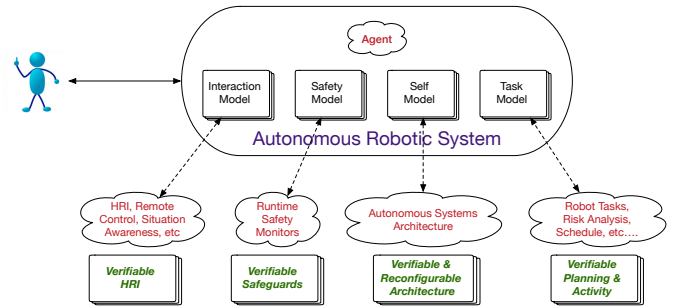 Agent
Interaction
Model
Safety
Model
Self
Model
Task
Model
Autonomous Robotic System
HRI, Remote
Control, Situation
Awareness, etc
Runtime
Safety
Monitors
Autonomous Systems
Architecture
Robot Tasks,
Risk Analysis,
Schedule, etc....
Verifiable
HRI
Verifiable
Safeguards
Verifiable &
Reconfigurable
Architecture
Verifiable
Planning &
Activity